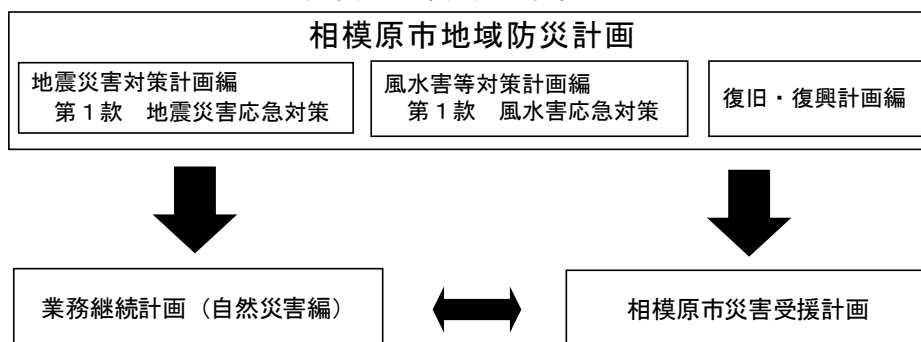 相模原市地域防災計画
地震災害対策計画編
第１款　地震災害応急対策
風水害等対策計画編
第１款　風水害応急対策
復旧・復興計画編
業務継続計画（自然災害編）
相模原市災害受援計画